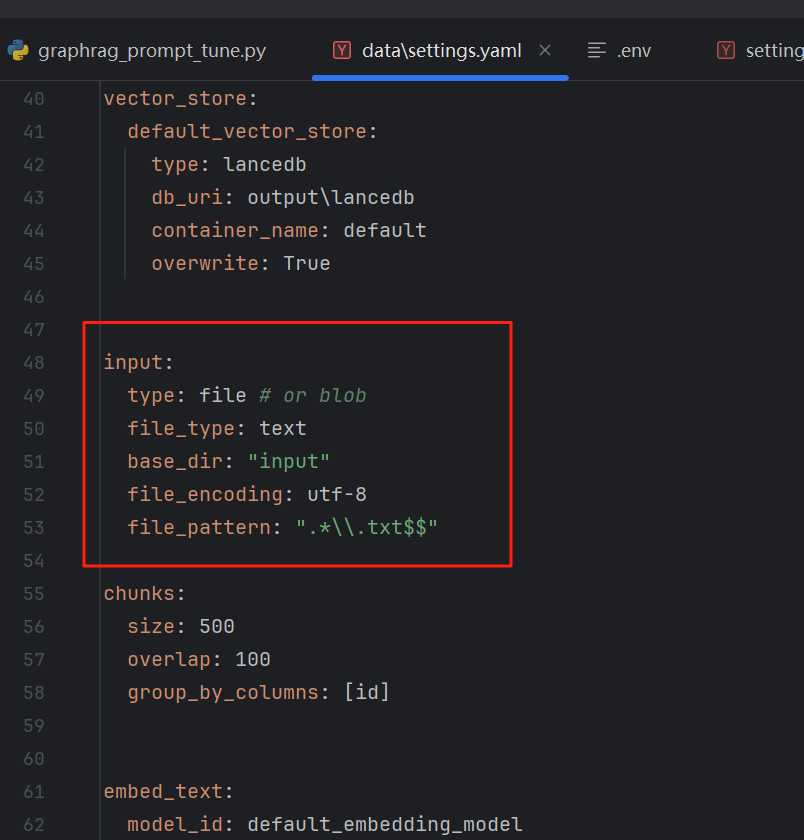 graphrag_prompt_tune.py data\settings.yaml .env setting
40 vector_store:
41   default_vector_store:
42     type: lancedb
43     db_uri: output\lancedb
44     container_name: default
45     overwrite: True
46
47
48 input:
49   type: file # or blob
50   file_type: text
51   base_dir: "input"
52   file_encoding: utf-8
53   file_pattern: ".*\\.txt$$"
54
55 chunks:
56   size: 500
57   overlap: 100
58   group_by_columns: [id]
59
60
61 embed_text:
62   model_id: default_embedding_model